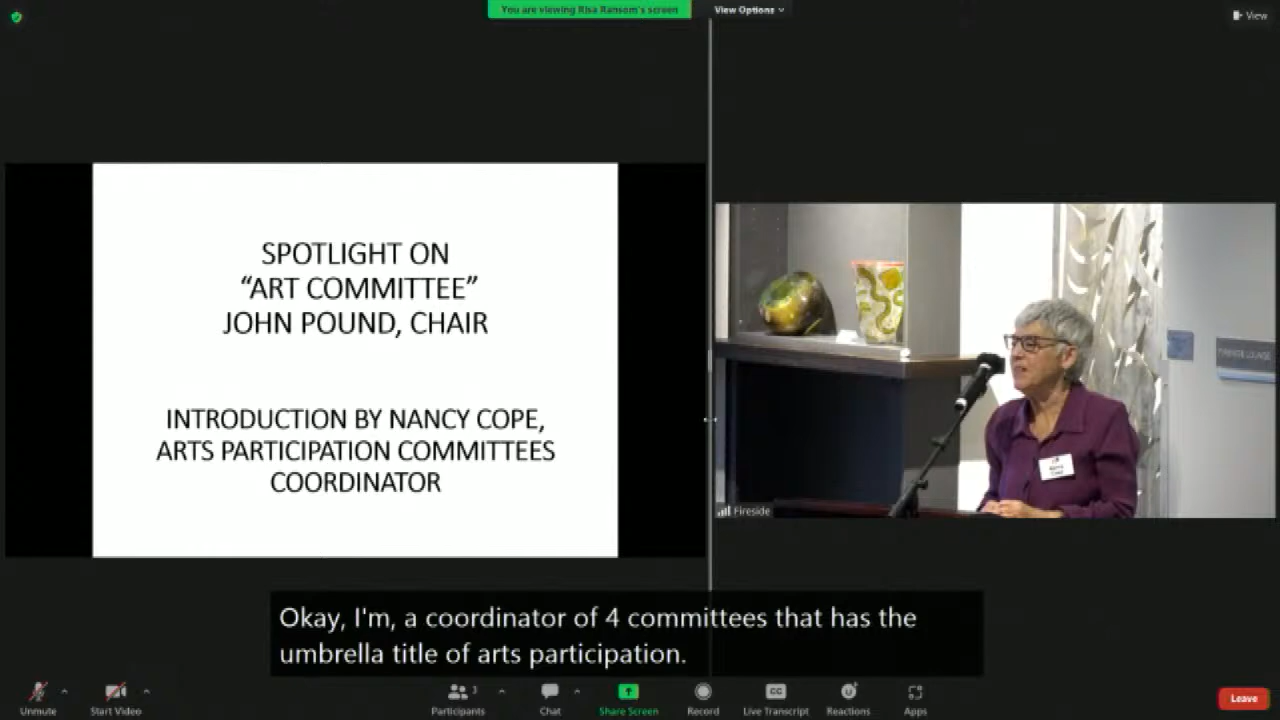 You are viewing Risa Ransom's screen
View Options
View
SPOTLIGHT ON
“ART COMMITTEE”
JOHN POUND, CHAIR
INTRODUCTION BY NANCY COPE,
ARTS PARTICIPATION COMMITTEES
COORDINATOR
Fireside
Okay, I'm, a coordinator of 4 committees that has the
umbrella title of arts participation.
Unmute
Start Video
Participants
3
Chat
Share Screen
Record
CC
Live Transcript
Reactions
Apps
Leave